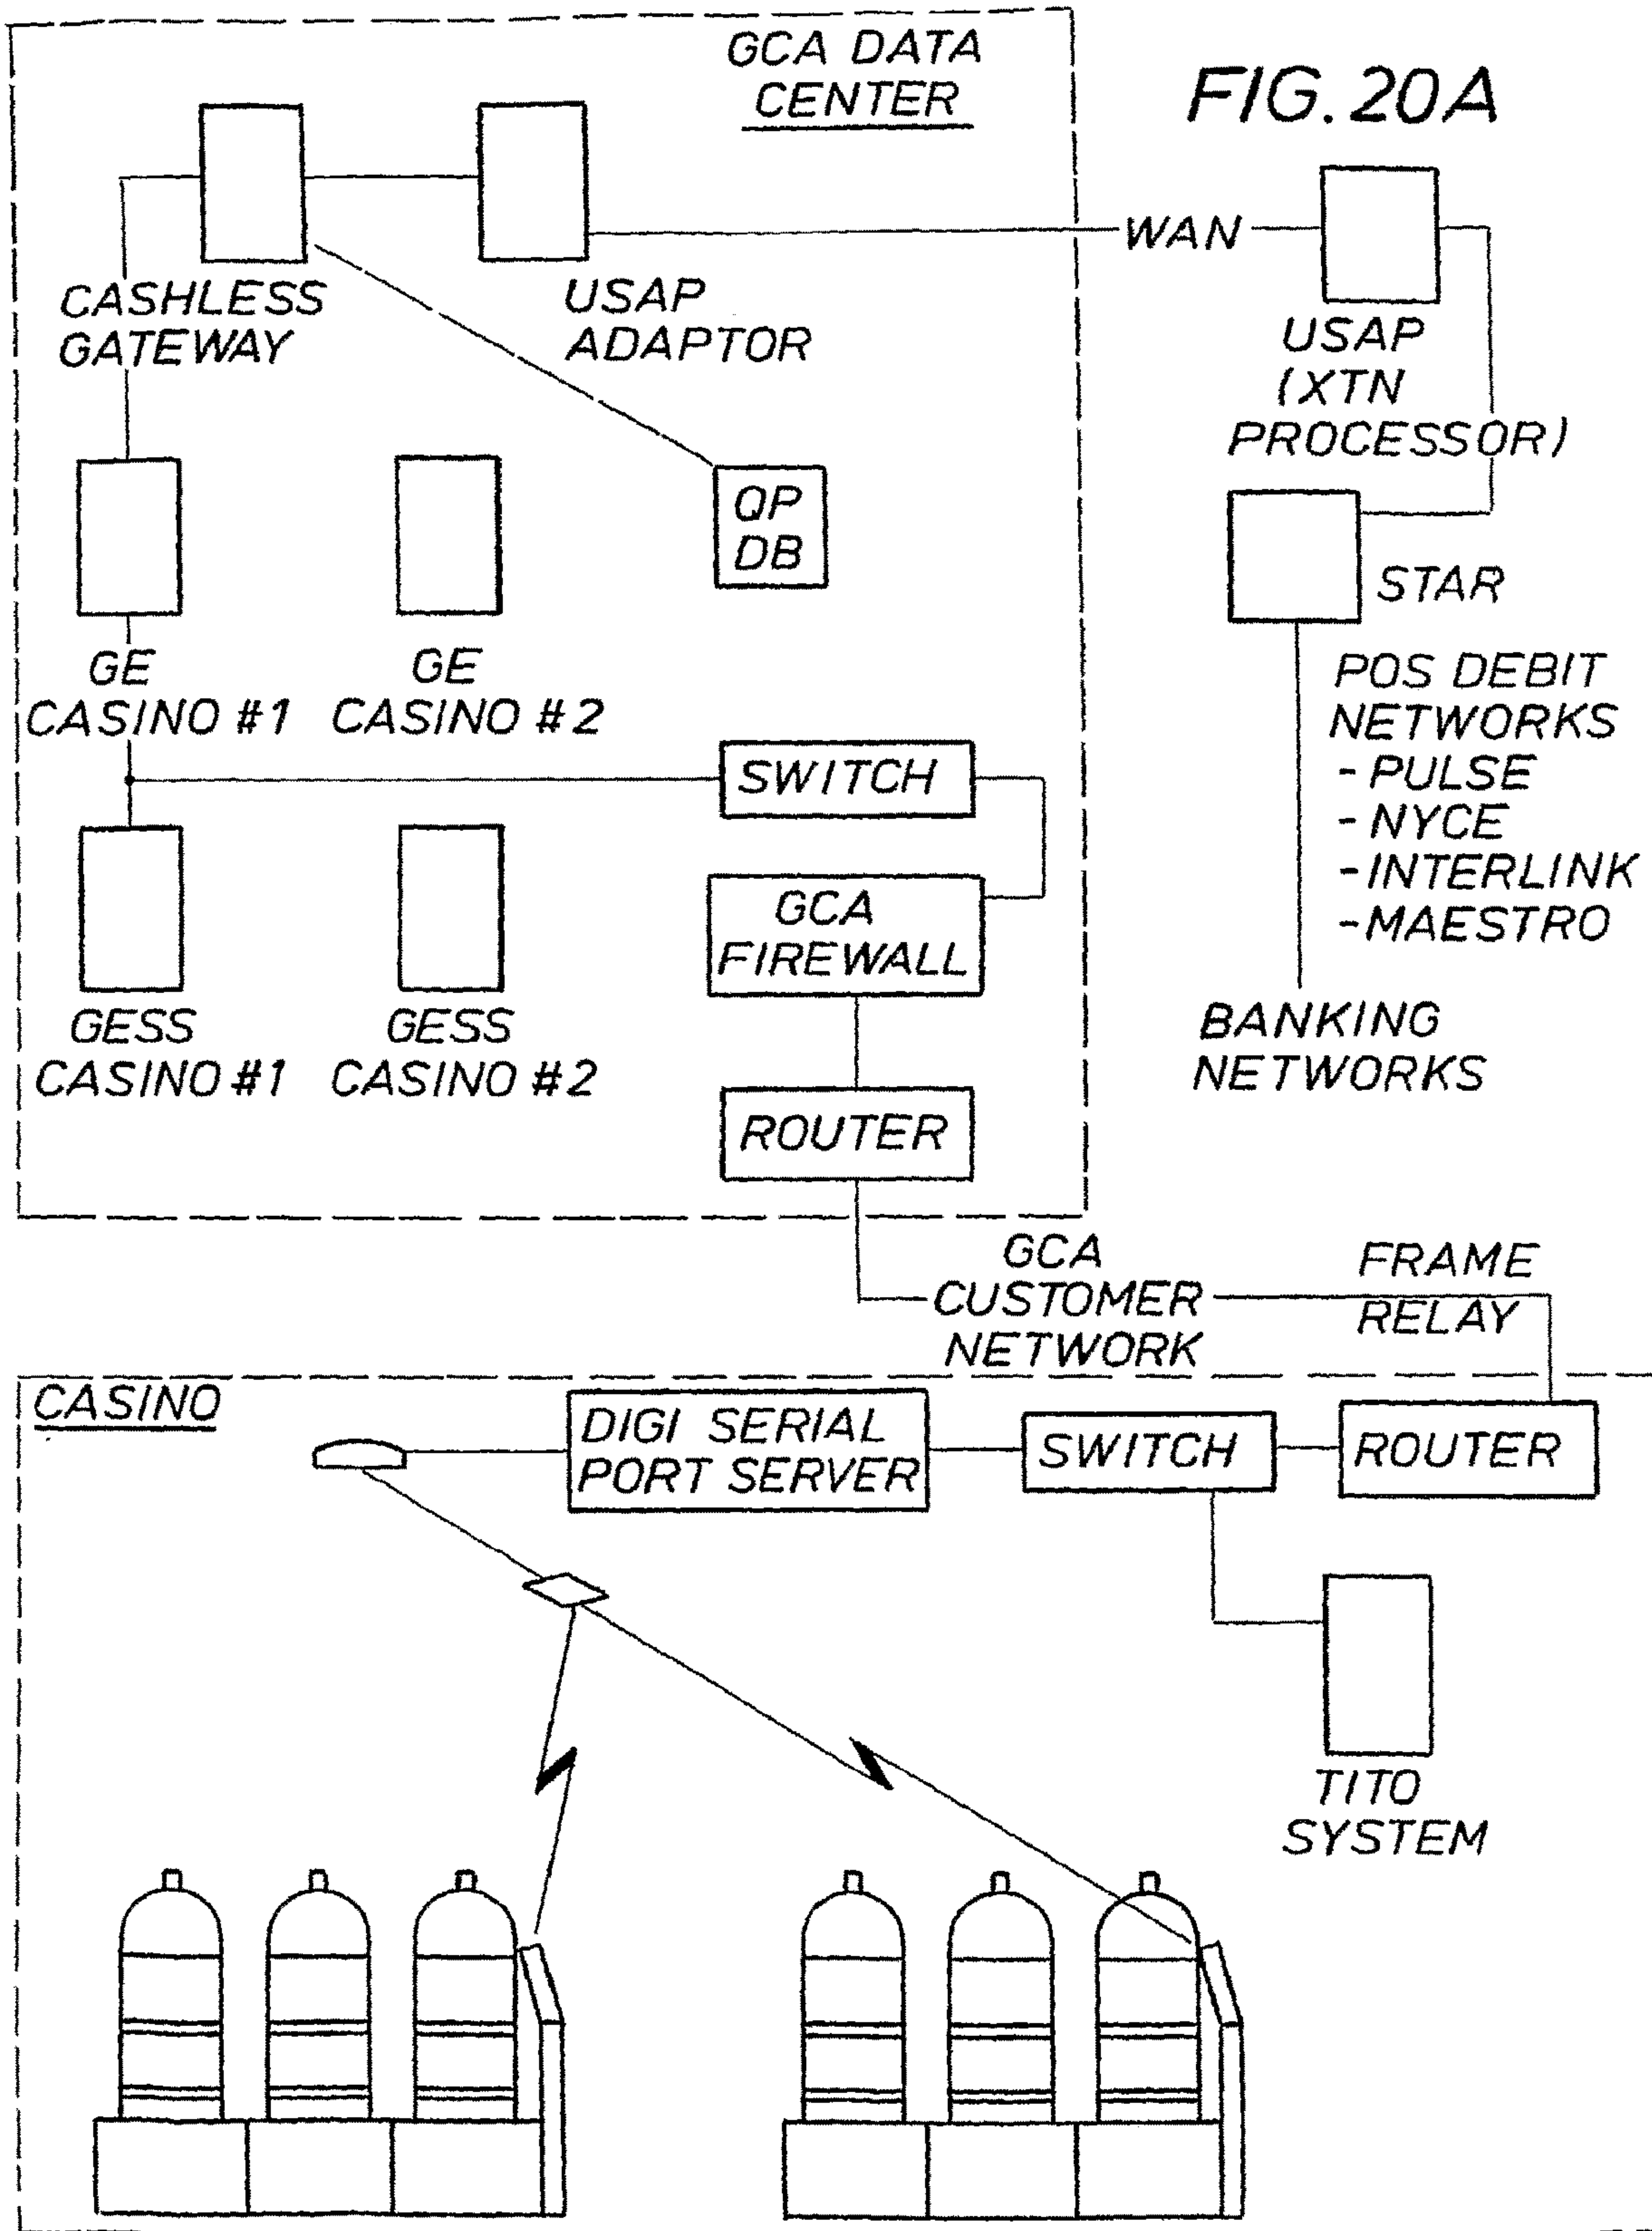 GCA DATA
CENTER
FIG. 20A
CASHLESS
GATEWAY
USAP
ADAPTOR
WAN
USAP
(XTN
PROCESSOR)
QP
DB
STAR
GE
CASINO #1
GE
CASINO #2
POS DEBIT
NETWORKS
- PULSE
- NYCE
- INTERLINK
- MAESTRO
SWITCH
GCA
FIREWALL
GESS
CASINO #1
GESS
CASINO #2
BANKING
NETWORKS
ROUTER
GCA
CUSTOMER
NETWORK
FRAME
RELAY
CASINO
DIGI SERIAL
PORT SERVER
SWITCH
ROUTER
TITO
SYSTEM